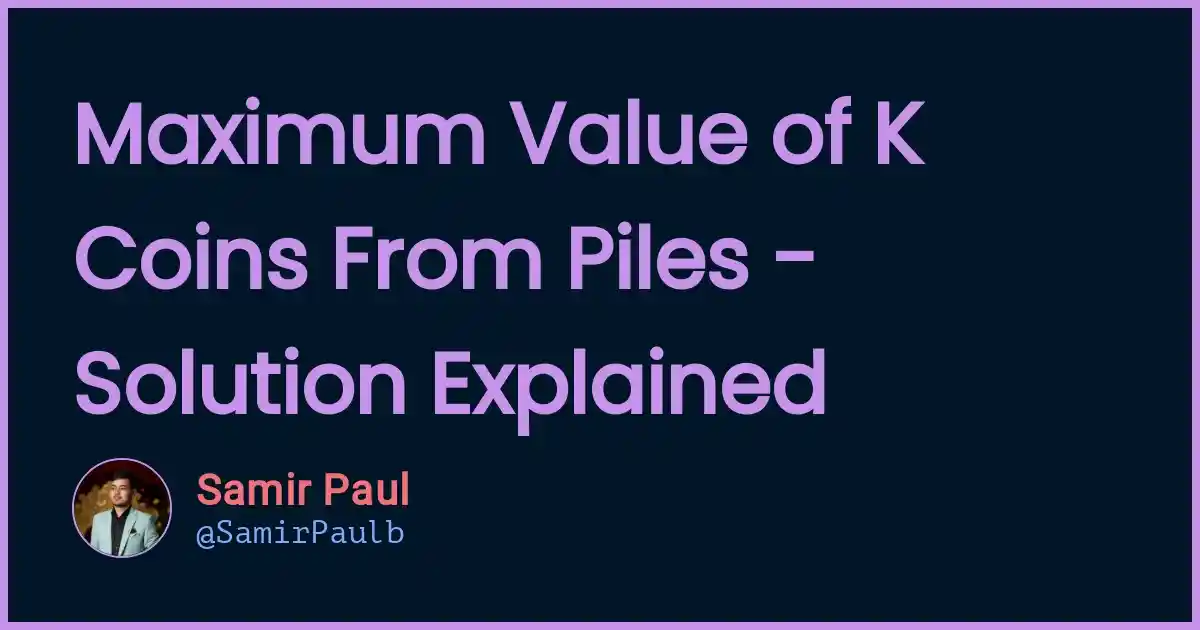 Maximum Value of K
Coins From Piles -
Solution Explained
Samir Paul
@SamirPaulb